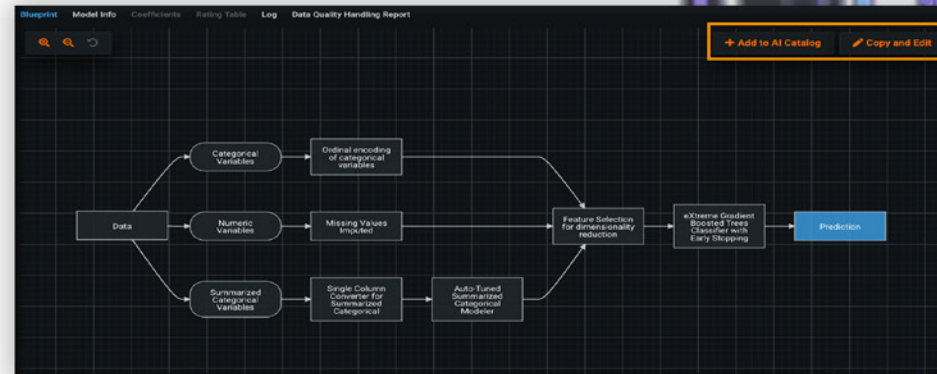 Blueprint Model Info Coefficients Rating Table Log Data Quality Handling Report
+ Add to AI Catalog
Copy and Edit
Categorical
Variables
Ordinal encoding
of categorical
variables
Data
Numeric
Variables
Missing Values
Imputed
Feature Selection
for dimensionality
reduction
eXtreme Gradient
Boosted Trees
Classifier with
Early Stopping
Prediction
Summarized
Categorical
Variables
Single Column
Converter for
Summarized
Categorical
Auto-Tuned
Summarized
Categorical
Modeler